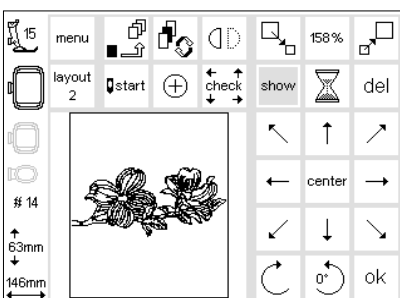 15
menu
158%
layout
2
start
check
show
del
# 14
center
63mm
146mm
0°
ok